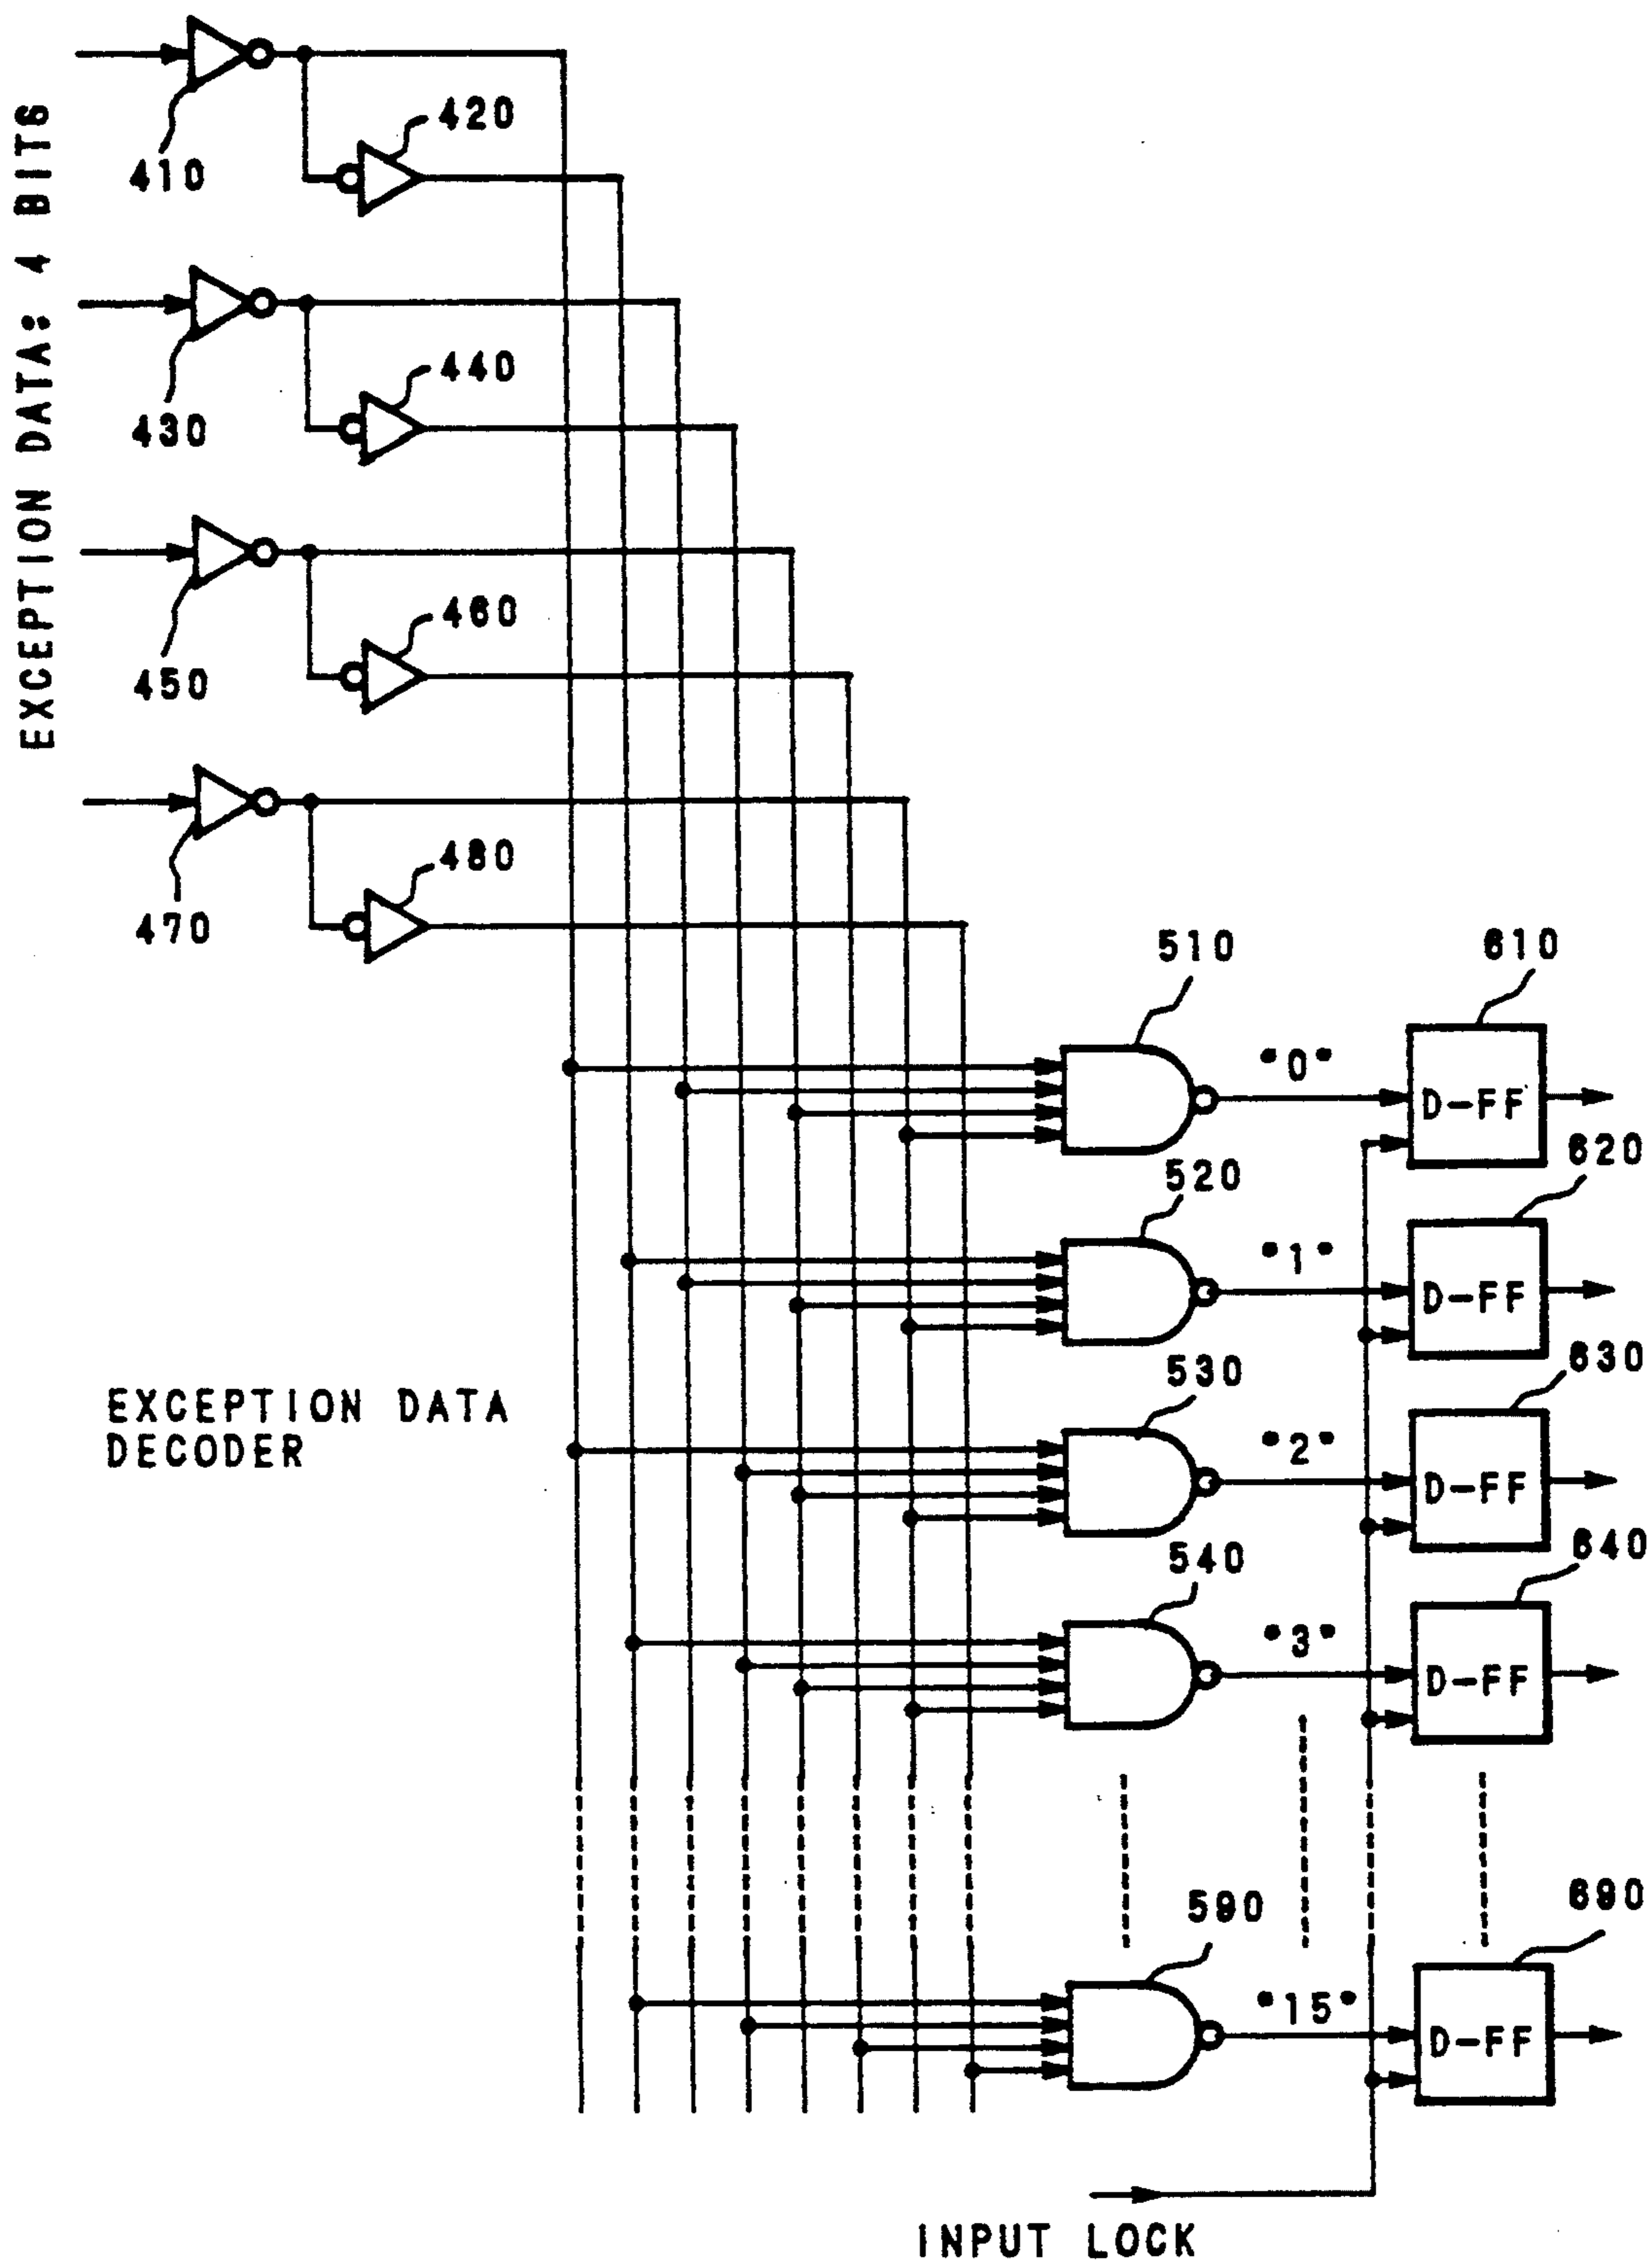 EXCEPTION DATA: 4 BITS
410
420
430
440
450
460
470
480
510
610
"0"
D-FF
620
520
"1"
D-FF
630
530
"2"
D-FF
640
540
"3"
D-FF
EXCEPTION DATA
DECODER
590
690
"15"
D-FF
INPUT LOCK